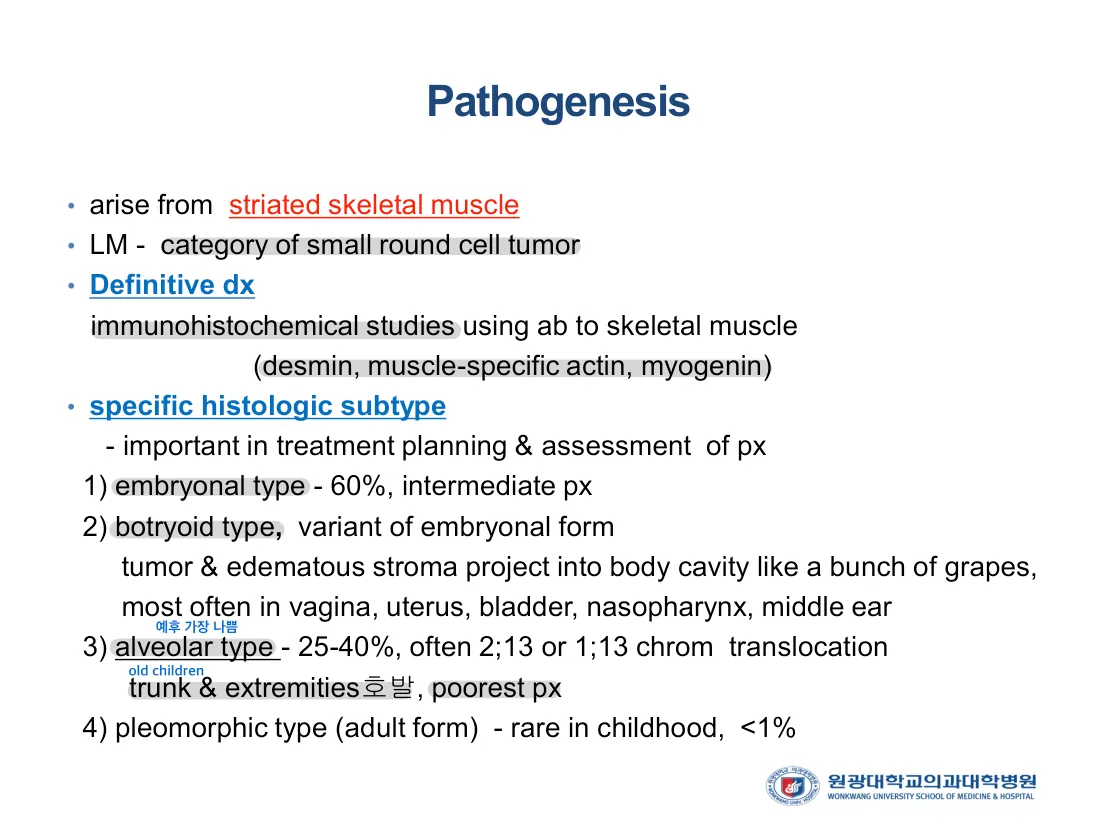 Pathogenesis
• arise from striated skeletal muscle
• LM - category of small round cell tumor
• Definitive dx
immunohistochemical studies using ab to skeletal muscle
(desmin, muscle-specific actin, myogenin)
• specific histologic subtype
- important in treatment planning & assessment of px
1) embryonal type - 60%, intermediate px
2) botryoid type, variant of embryonal form
tumor & edematous stroma project into body cavity like a bunch of grapes,
most often in vagina, uterus, bladder, nasopharynx, middle ear
예후 가장 나쁨
3) alveolar type - 25-40%, often 2;13 or 1;13 chrom translocation
old children
trunk & extremities호발, poorest px
4) pleomorphic type (adult form) - rare in childhood, <1%
원광대학교의과대학병원
WONKWANG UNIVERSITY SCHOOL OF MEDICINE & HOSPITAL